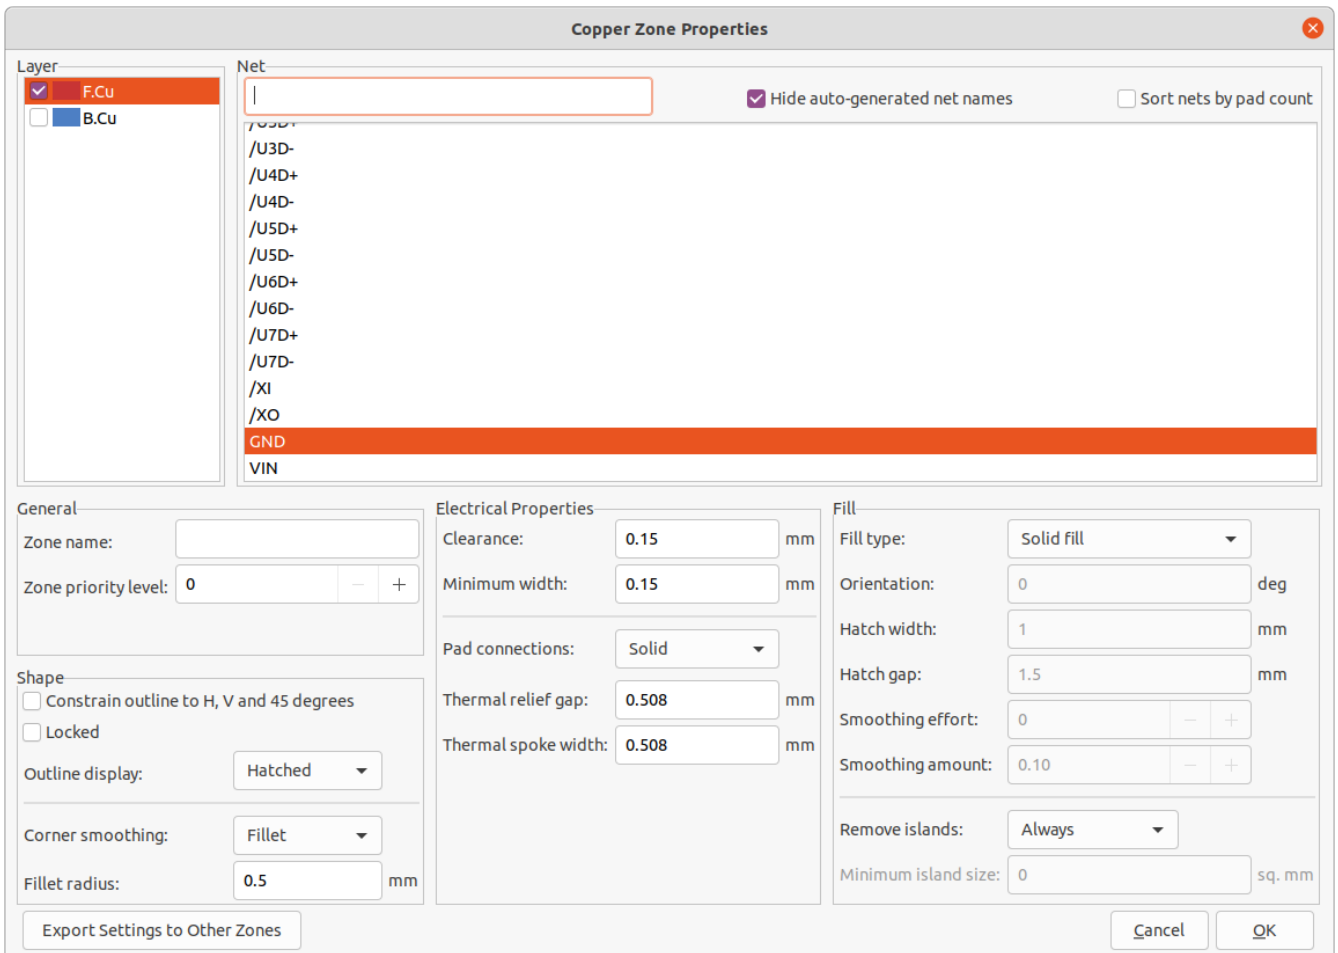 Copper Zone Properties
Layer
F.Cu
B.Cu
Net
Hide auto-generated net names
Sort nets by pad count
/U3D+
/U3D-
/U4D+
/U4D-
/U5D+
/U5D-
/U6D+
/U6D-
/U7D+
/U7D-
/XI
/XO
GND
VIN
General
Zone name:
Zone priority level: 0
Shape
Constrain outline to H, V and 45 degrees
Locked
Outline display: Hatched
Corner smoothing: Fillet
Fillet radius: 0.5 mm
Electrical Properties
Clearance: 0.15 mm
Minimum width: 0.15 mm
Pad connections: Solid
Thermal relief gap: 0.508 mm
Thermal spoke width: 0.508 mm
Fill
Fill type: Solid fill
Orientation: 0 deg
Hatch width: 1 mm
Hatch gap: 1.5 mm
Smoothing effort: 0
Smoothing amount: 0.10
Remove islands: Always
Minimum island size: 0 sq. mm
Export Settings to Other Zones
Cancel
OK